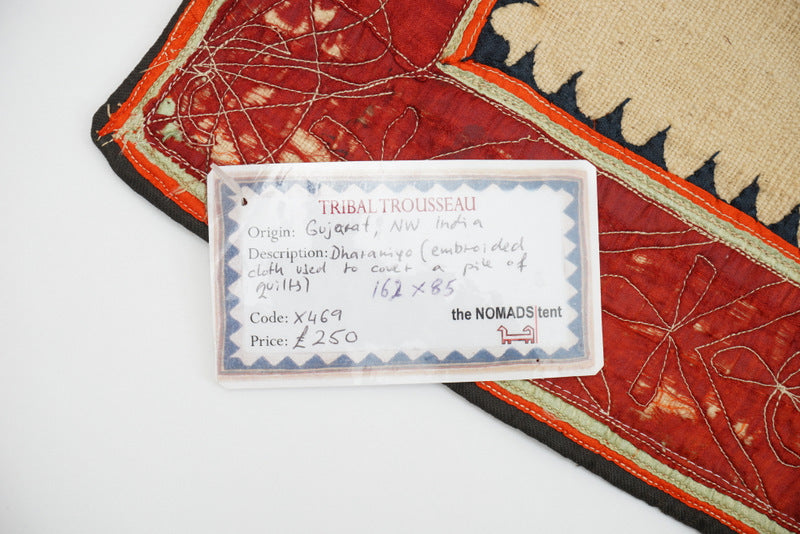 TRIBAL TROUSSEAU
Origin: Gujarat, NW India
Description: Dharaniyo (embroided
cloth used to cover a pile of
quilts) 162 x 85
Code: X469
the NOMADS tent
Price: £250